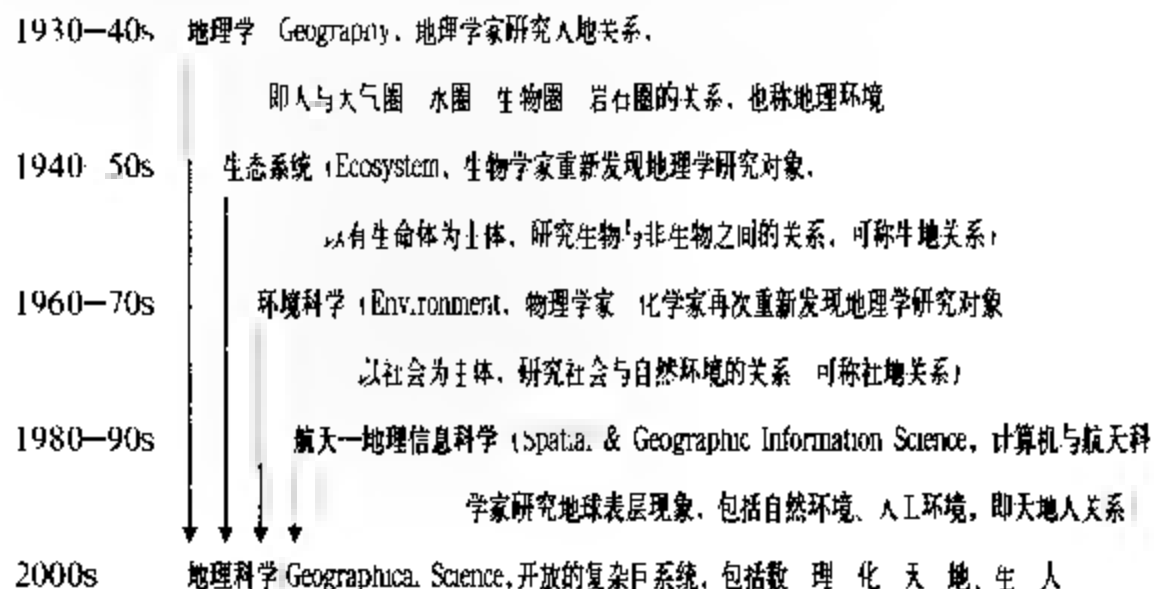 1930—40s 地理学 Geography, 地理学家研究人地关系,
即人与大气圈 水圈 生物圈 岩石圈的关系, 也称地理环境
1940 50s 生态系统 (Ecosystem, 生物学家重新发现地理学研究对象,
以有生命体为主体, 研究生物与非生物之间的关系, 可称生地关系)
1960—70s 环境科学 (Environment, 物理学家 化学家再次重新发现地理学研究对象
以社会为主体, 研究社会与自然环境的关系 可称社地关系)
1980—90s 航天—地理信息科学 (Spatial & Geographic Information Science, 计算机与航天科
学家研究地球表层现象, 包括自然环境、人工环境, 即天地人关系
2000s 地理科学 Geographical Science, 开放的复杂巨系统, 包括数 理 化 天 地、生 人